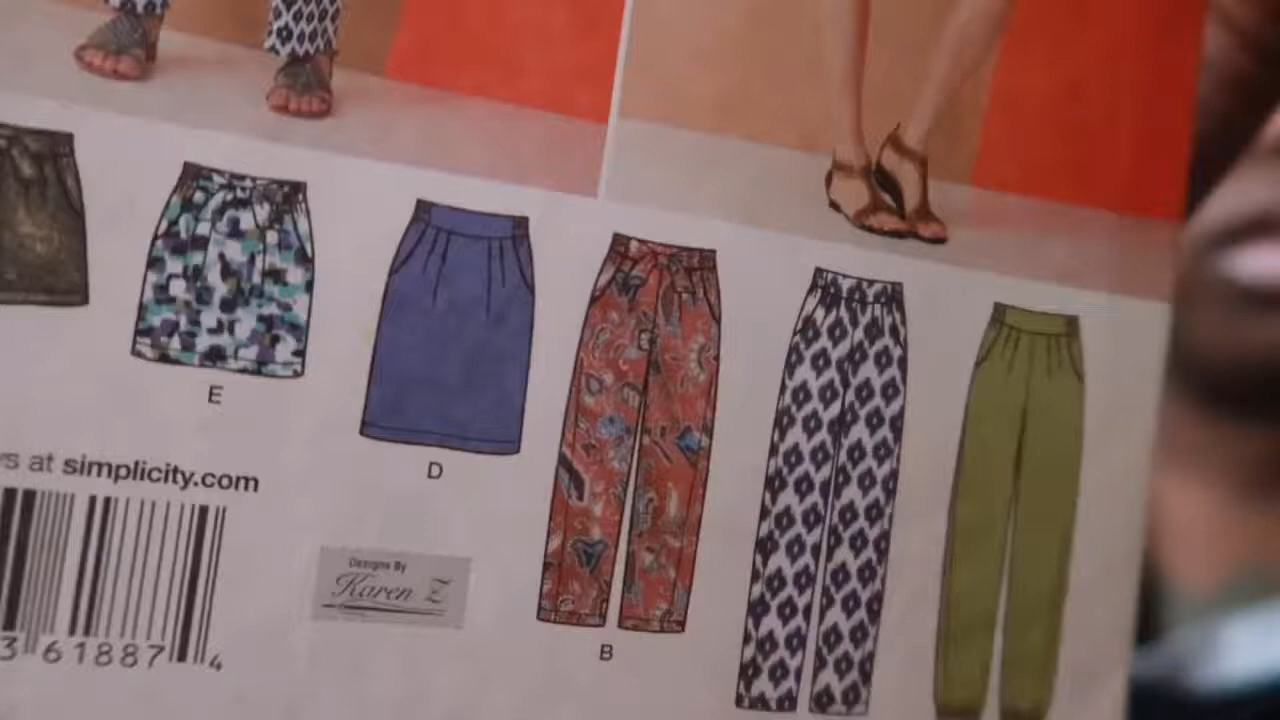 E
D
s at simplicity.com
Designs By
Karen Z
B
3 61887 4